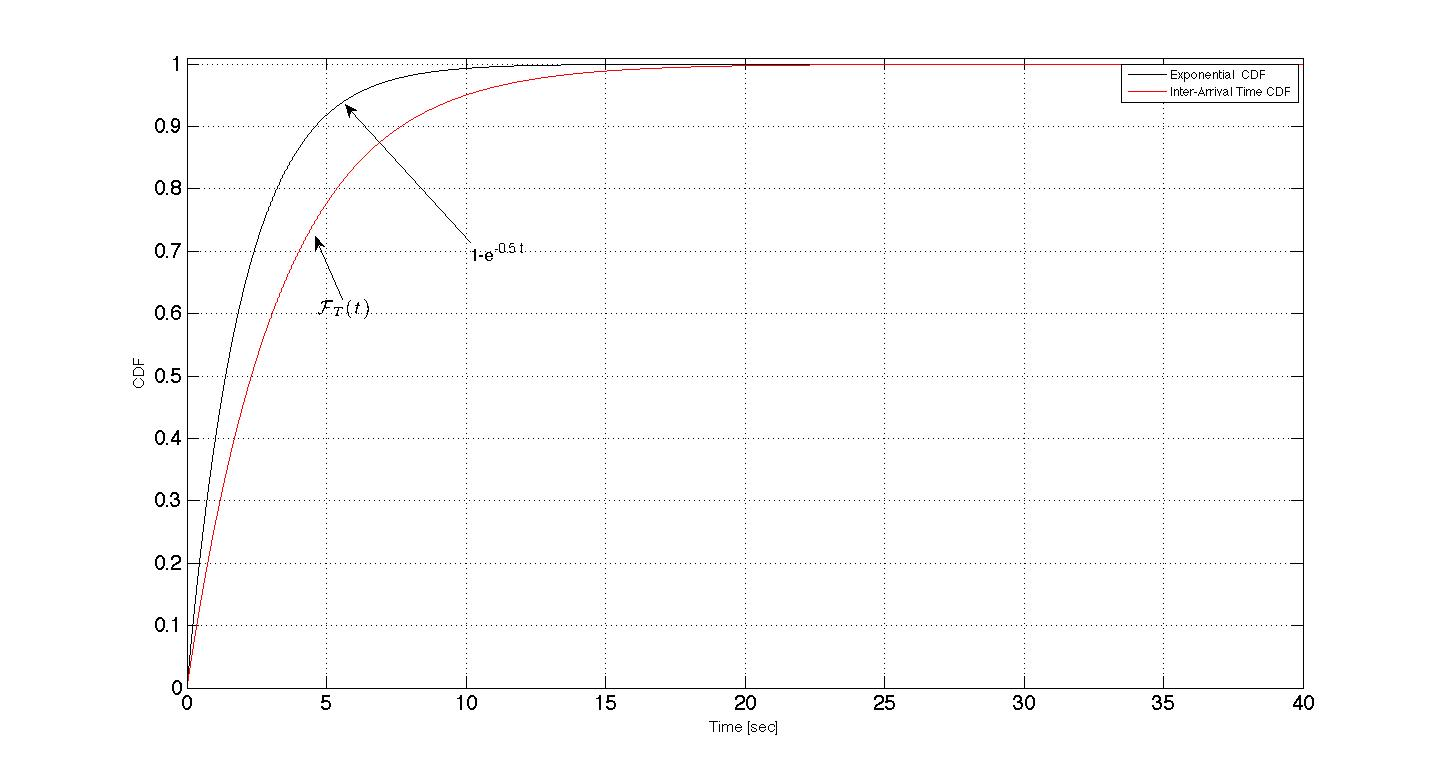 1
0.9
0.8
0.7
0.6
0.5
0.4
0.3
0.2
0.1
0
CDF
Exponential CDF
Inter-Arrival Time CDF
1-e^-0.5 t
ℱ_T(t)
0 5 10 15 20 25 30 35 40
Time [sec]